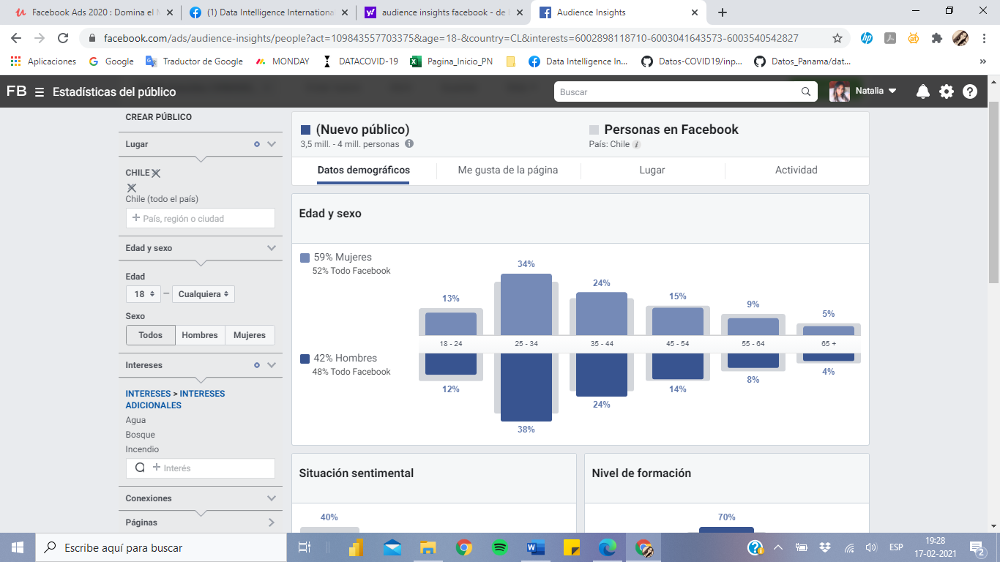 Facebook Ads 2020 : Domina el
(1) Data Intelligence Internationa
audience insights facebook - de
Audience Insights
facebook.com/ads/audience-insights/people?act=109843557703375&age=18-&country=CL&interests=6002898118710-6003041643573-6003540542827
Aplicaciones
Google
Traductor de Google
MONDAY
DATACOVID-19
Pagina_Inicio_PN
Data Intelligence In...
Datos-COVID19/inp...
Datos_Panama/dat...
»
FB
Estadísticas del público
Buscar
Natalia
CREAR PÚBLICO
Lugar
CHILE
Chile (todo el país)
+ País, región o ciudad
Edad y sexo
Edad
18 — Cualquiera
Sexo
Todos Hombres Mujeres
Intereses
INTERESES > INTERESES
ADICIONALES
Agua
Bosque
Incendio
+ Interés
Conexiones
Páginas
(Nuevo público)
3,5 mill. - 4 mill. personas
Personas en Facebook
País: Chile
Datos demográficos
Me gusta de la página
Lugar
Actividad
Edad y sexo
59% Mujeres
52% Todo Facebook
13% 34% 24% 15% 9% 5%
18 - 24 25 - 34 35 - 44 45 - 54 55 - 64 65 +
42% Hombres
48% Todo Facebook
12% 38% 24% 14% 8% 4%
Situación sentimental
40%
Nivel de formación
70%
Escribe aquí para buscar
ESP
19:28
17-02-2021
2